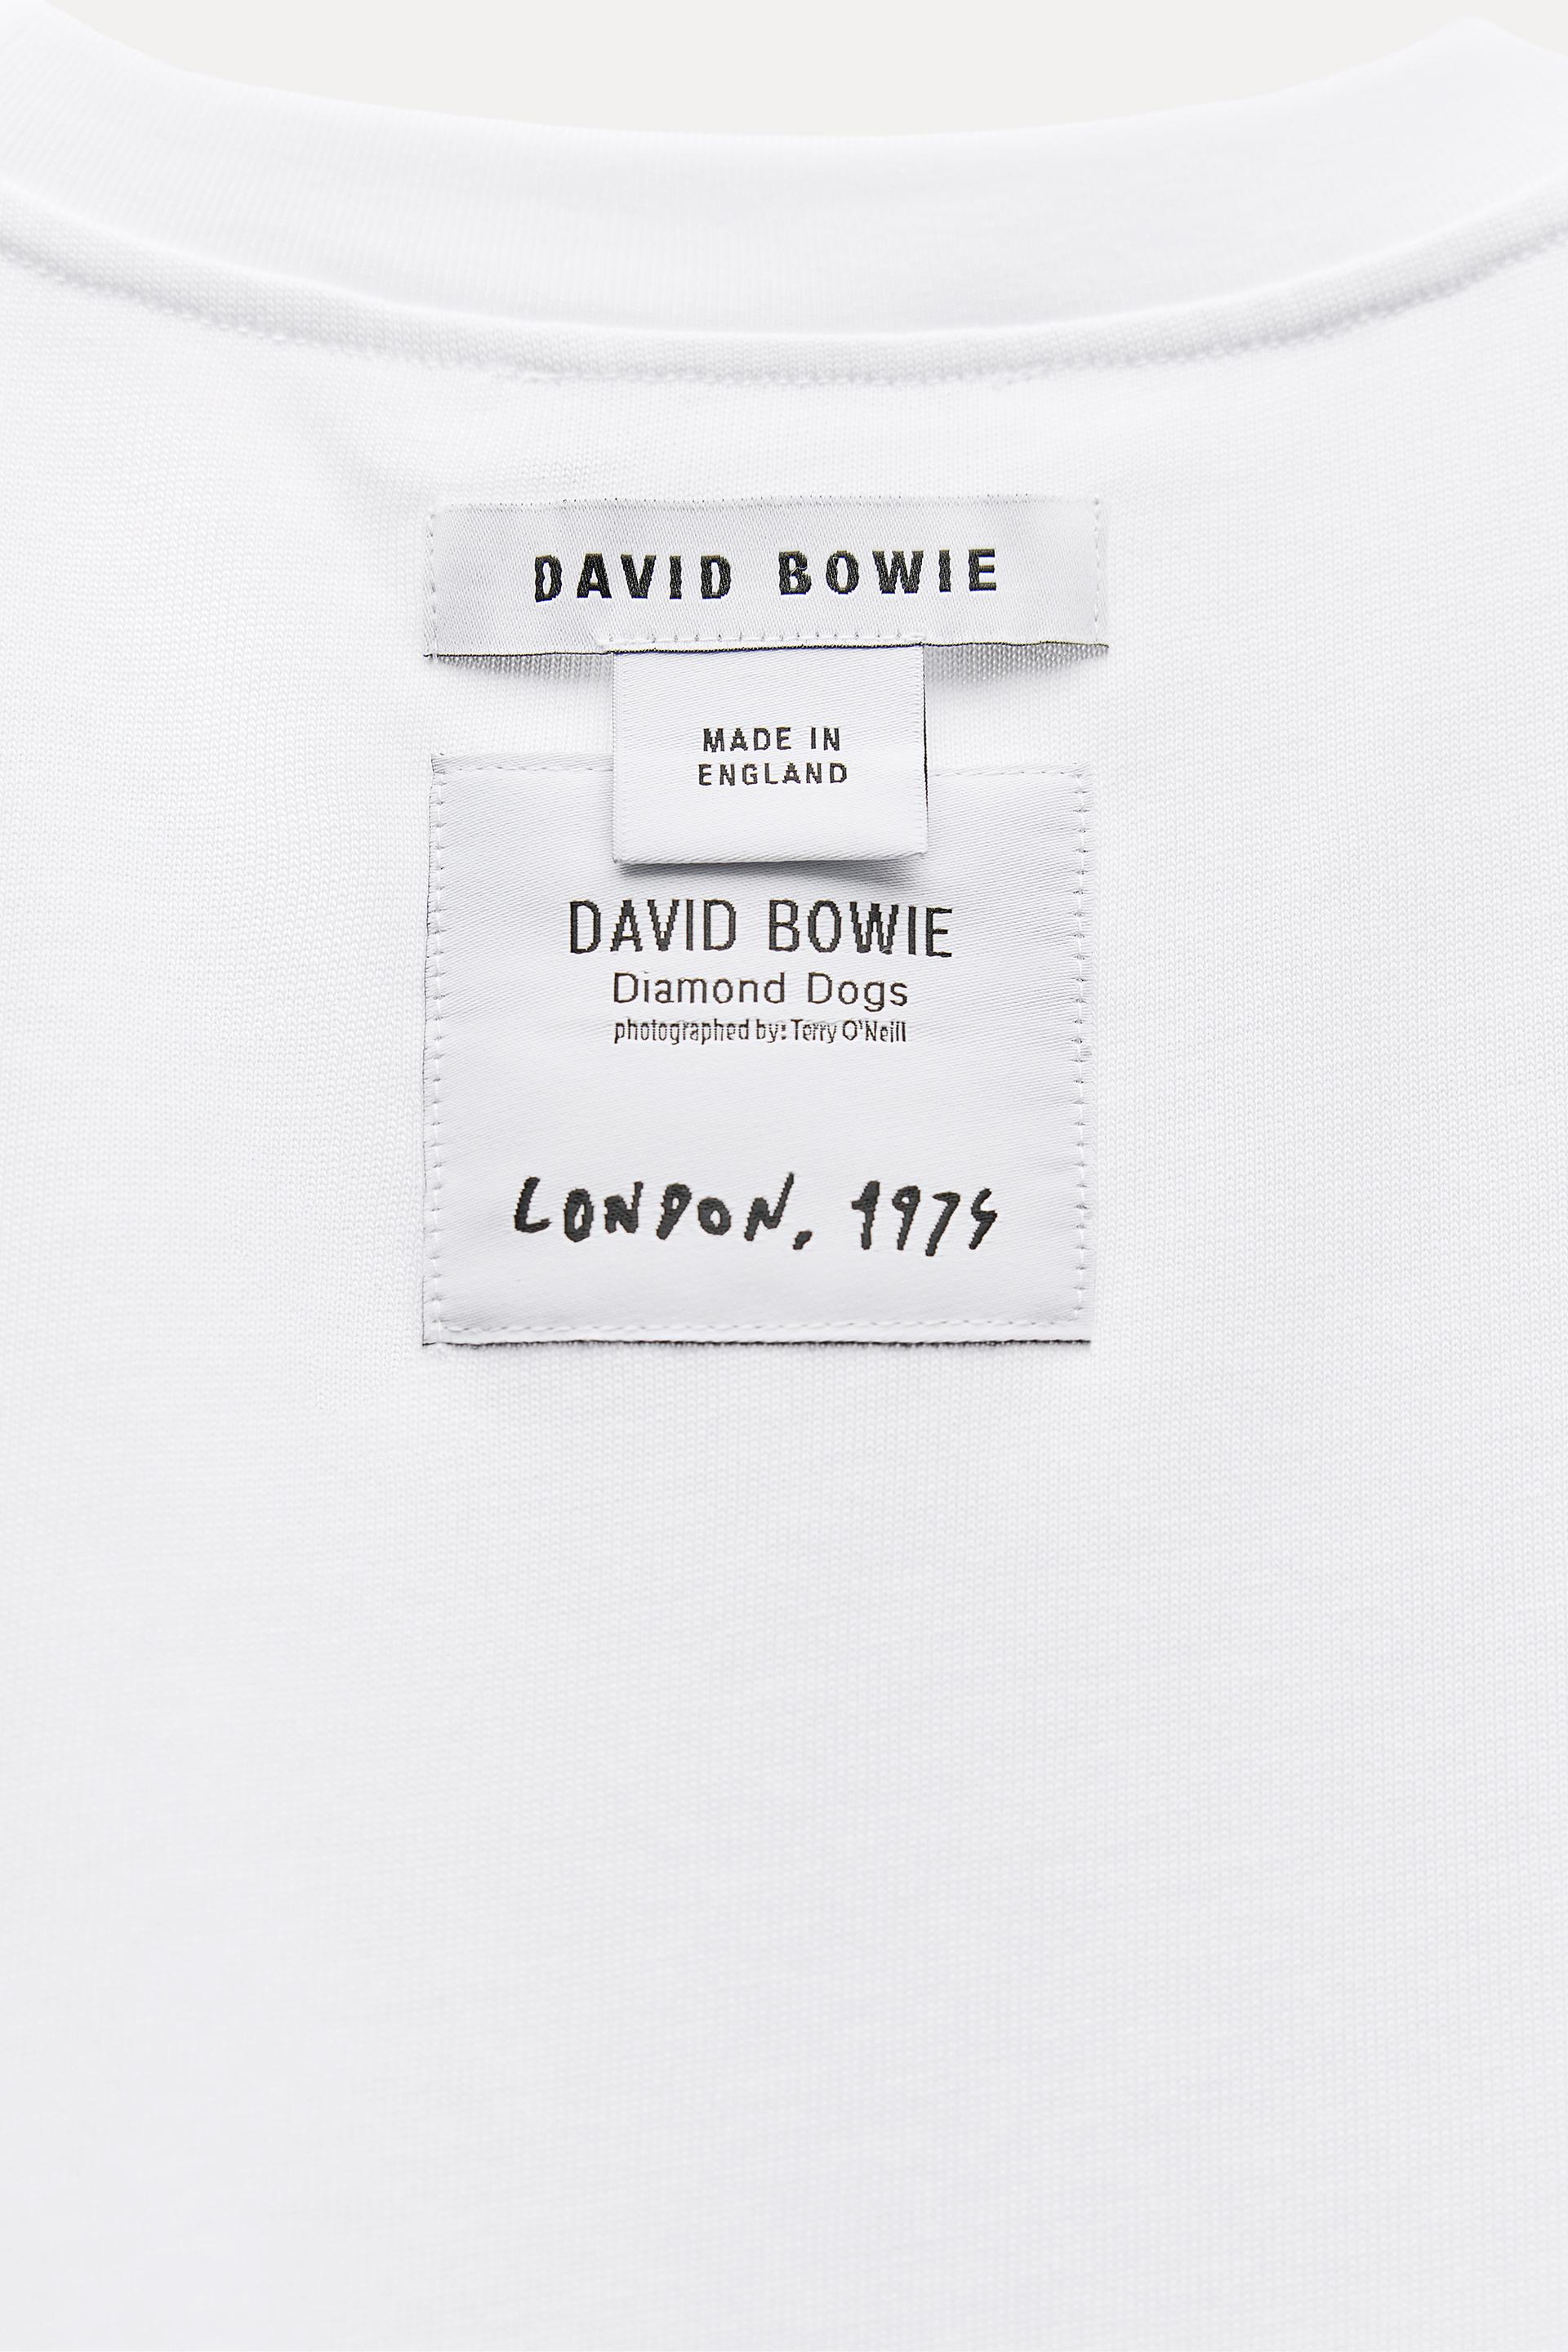 DAVID BOWIE
MADE IN
ENGLAND
DAVID BOWIE
Diamond Dogs
photographed by: Terry O'Neill
LONDON, 1974